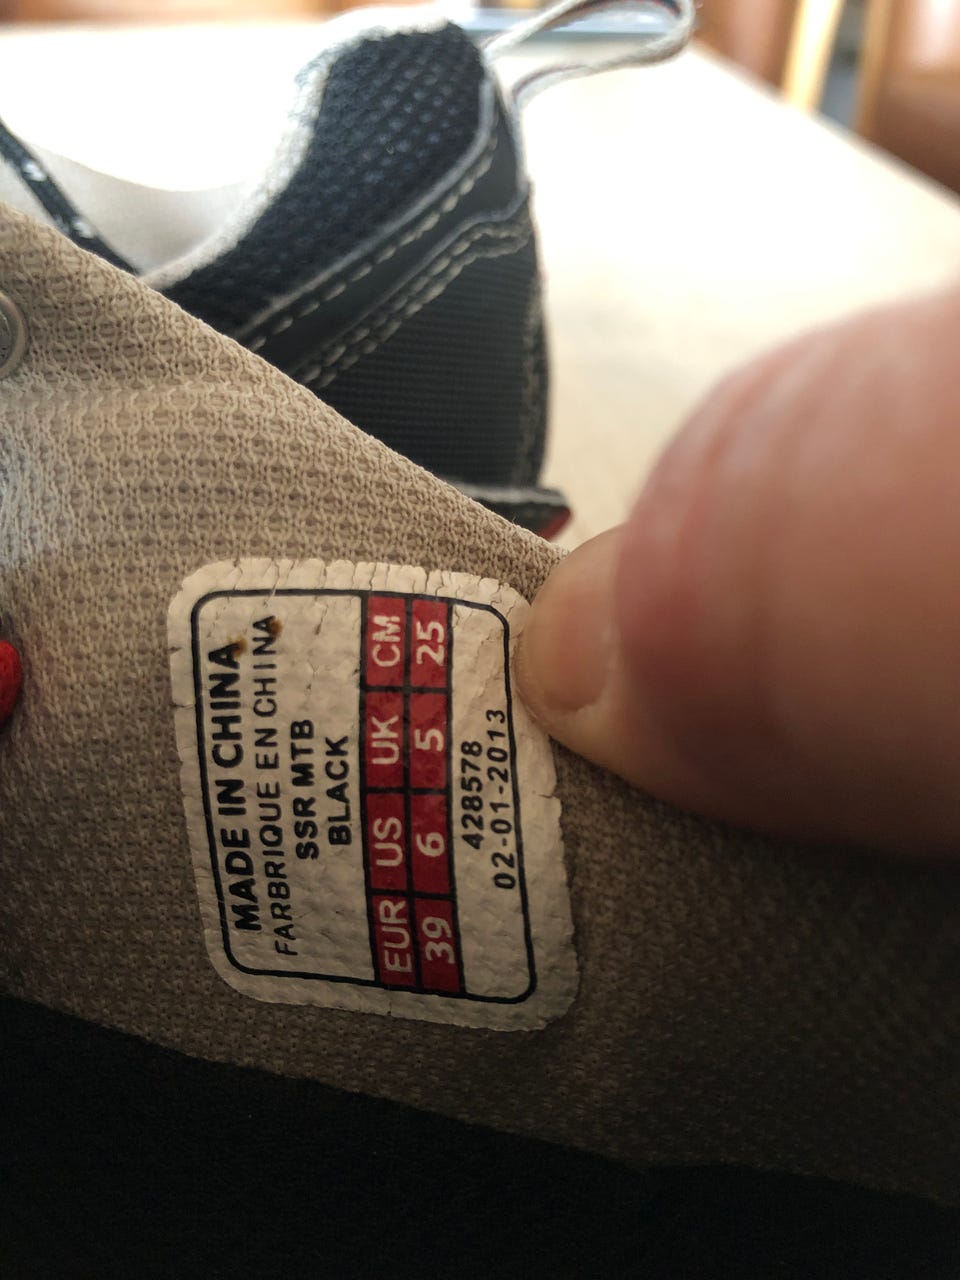 MADE IN CHINA
FARBRIQUE EN CHINA
SSR MTB
BLACK
EUR US UK CM
39 6 5 25
428578
02-01-2013